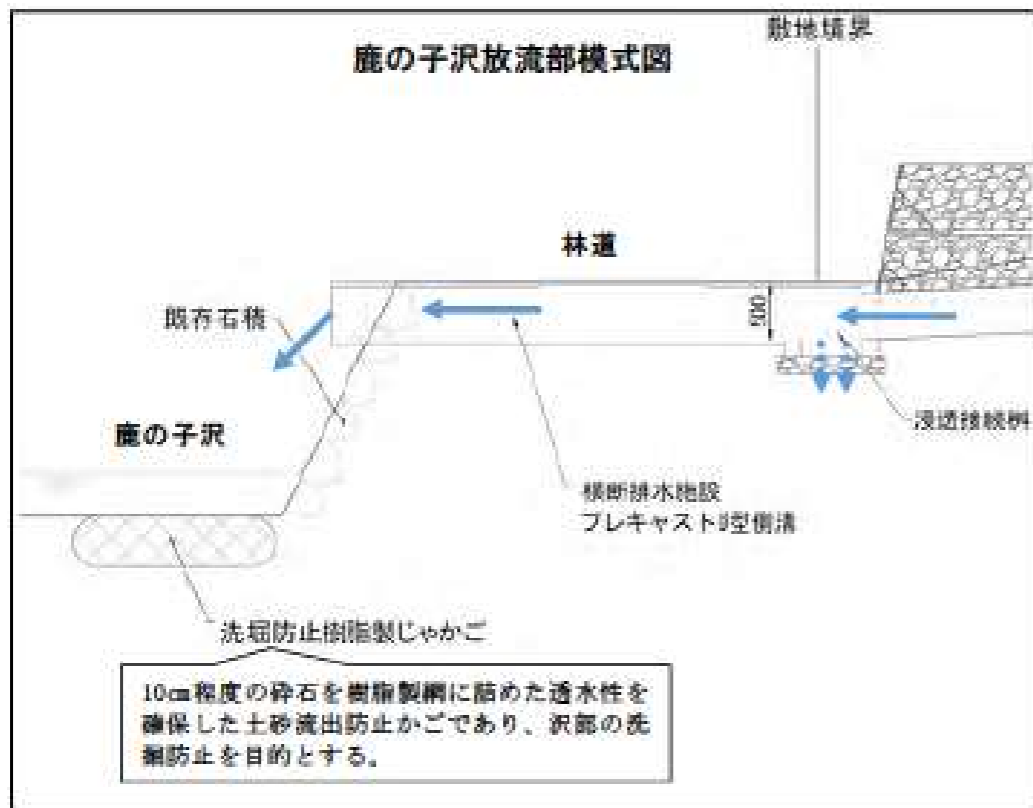 敷地境界
鹿の子沢放流部模式図
林道
既存石積
500
浸透接続桝
鹿の子沢
横断排水施設
プレキャストU型側溝
洗堀防止樹脂製じゃかご
10㎝程度の砕石を樹脂製網に詰めた透水性を
確保した土砂流出防止かごであり、沢部の洗
掘防止を目的とする。